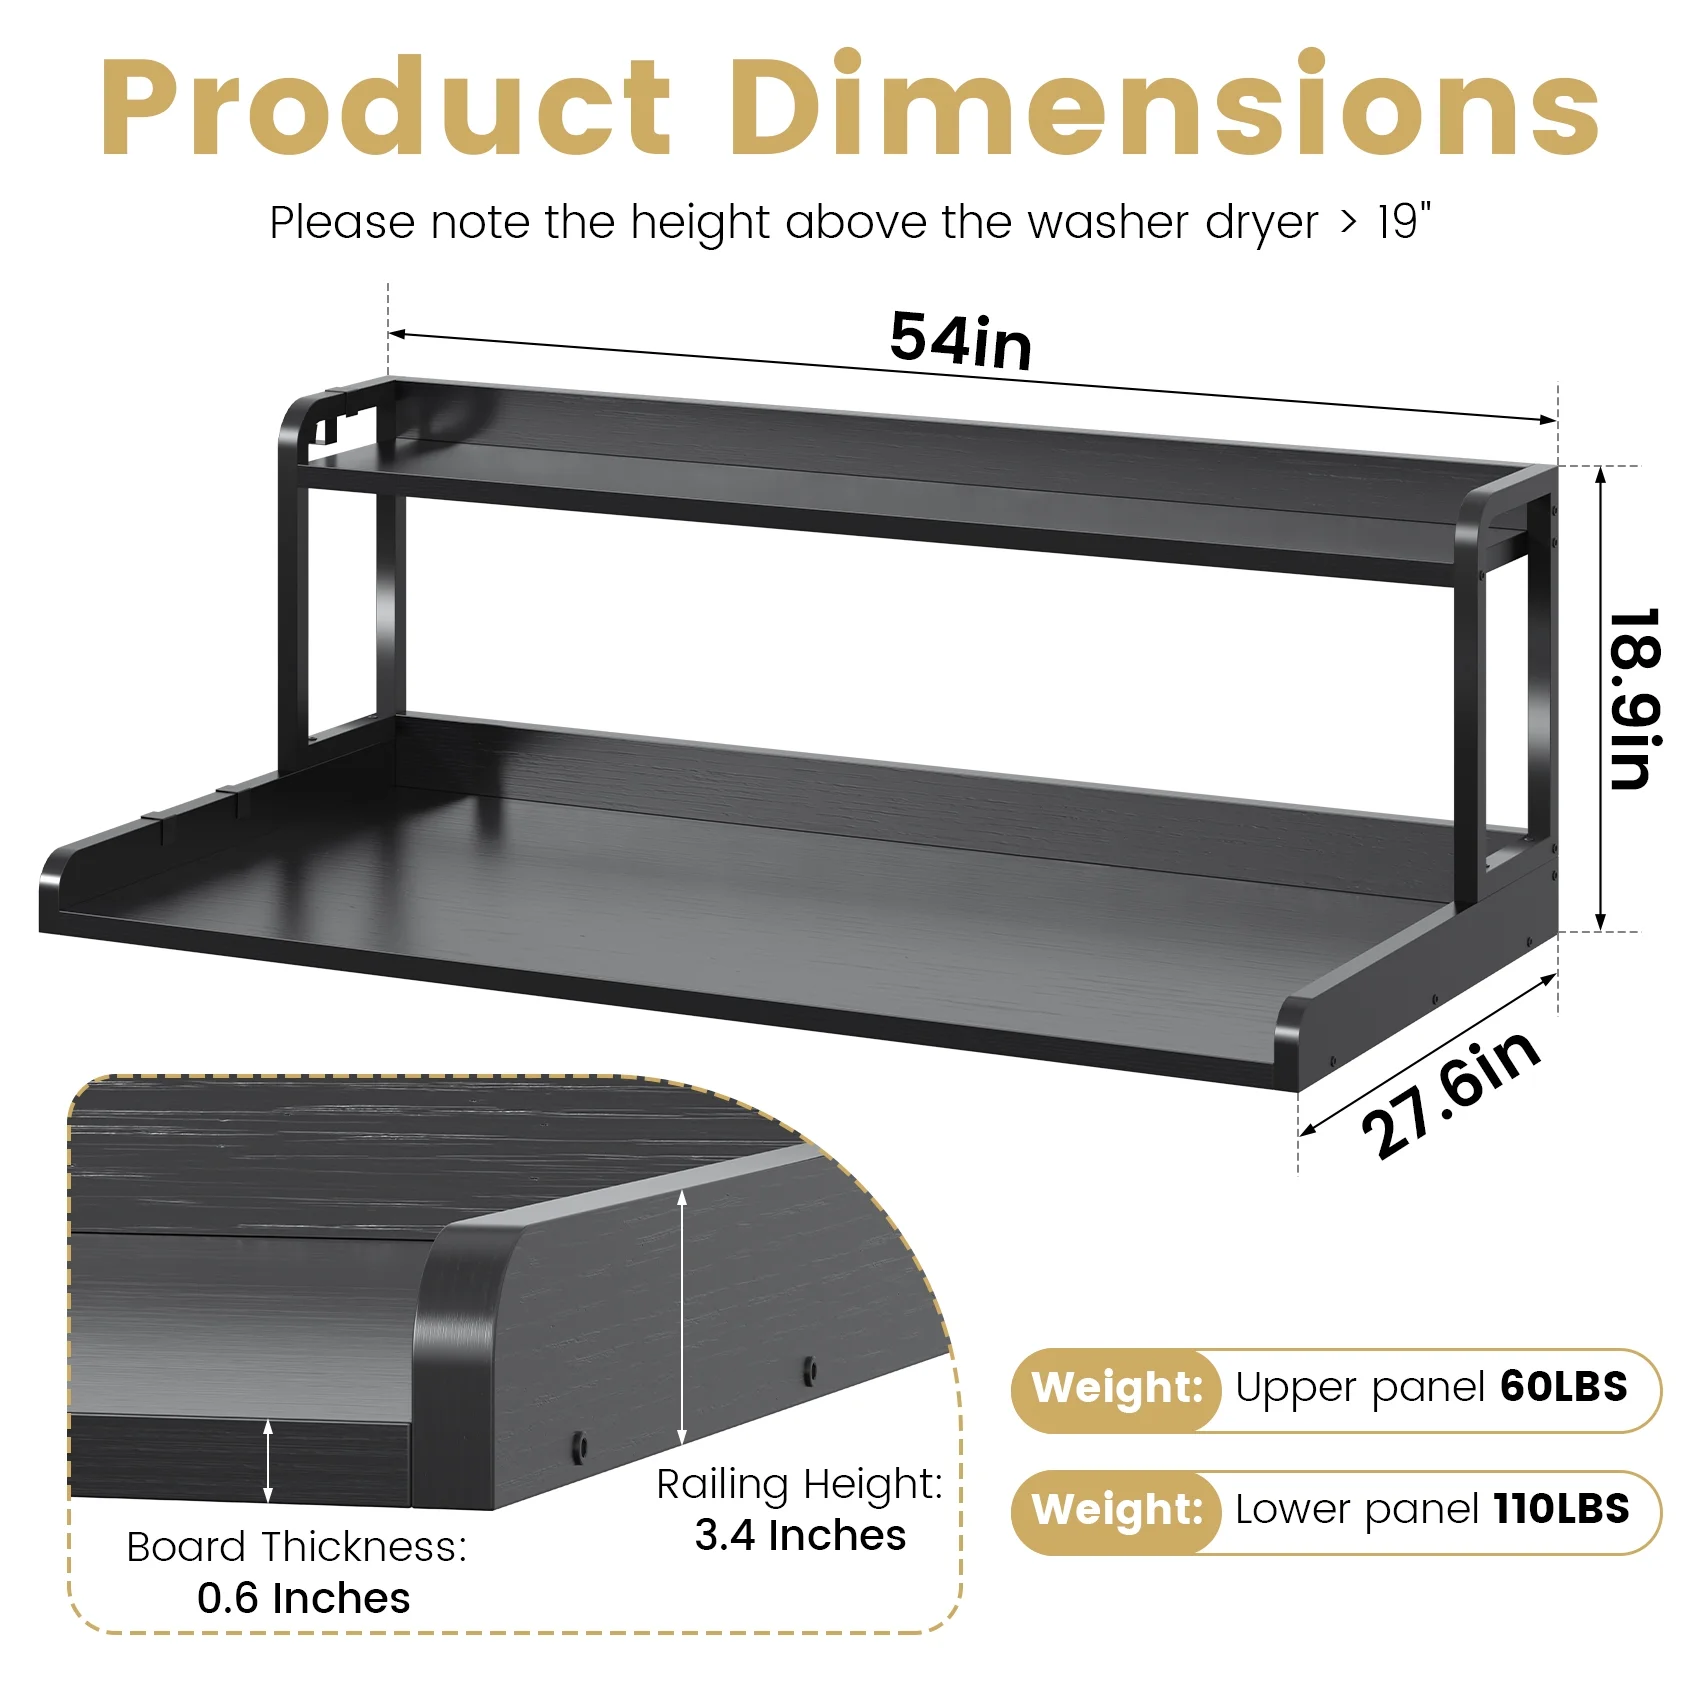 Product Dimensions
Please note the height above the washer dryer > 19"
54in
18.9in
27.6in
Weight: Upper panel 60LBS
Weight: Lower panel 110LBS
Railing Height:
3.4 Inches
Board Thickness:
0.6 Inches